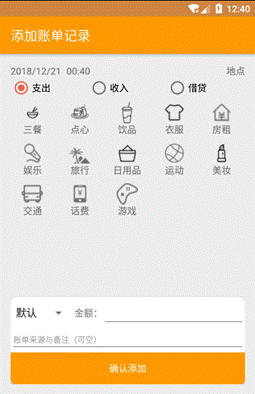 12:40
添加账单记录
2018/12/21 00:40 地点
支出 收入 借贷
三餐 点心 饮品 衣服 房租
娱乐 旅行 日用品 运动 美妆
交通 话费 游戏
默认 金额：
账单来源与备注（可空）
确认添加